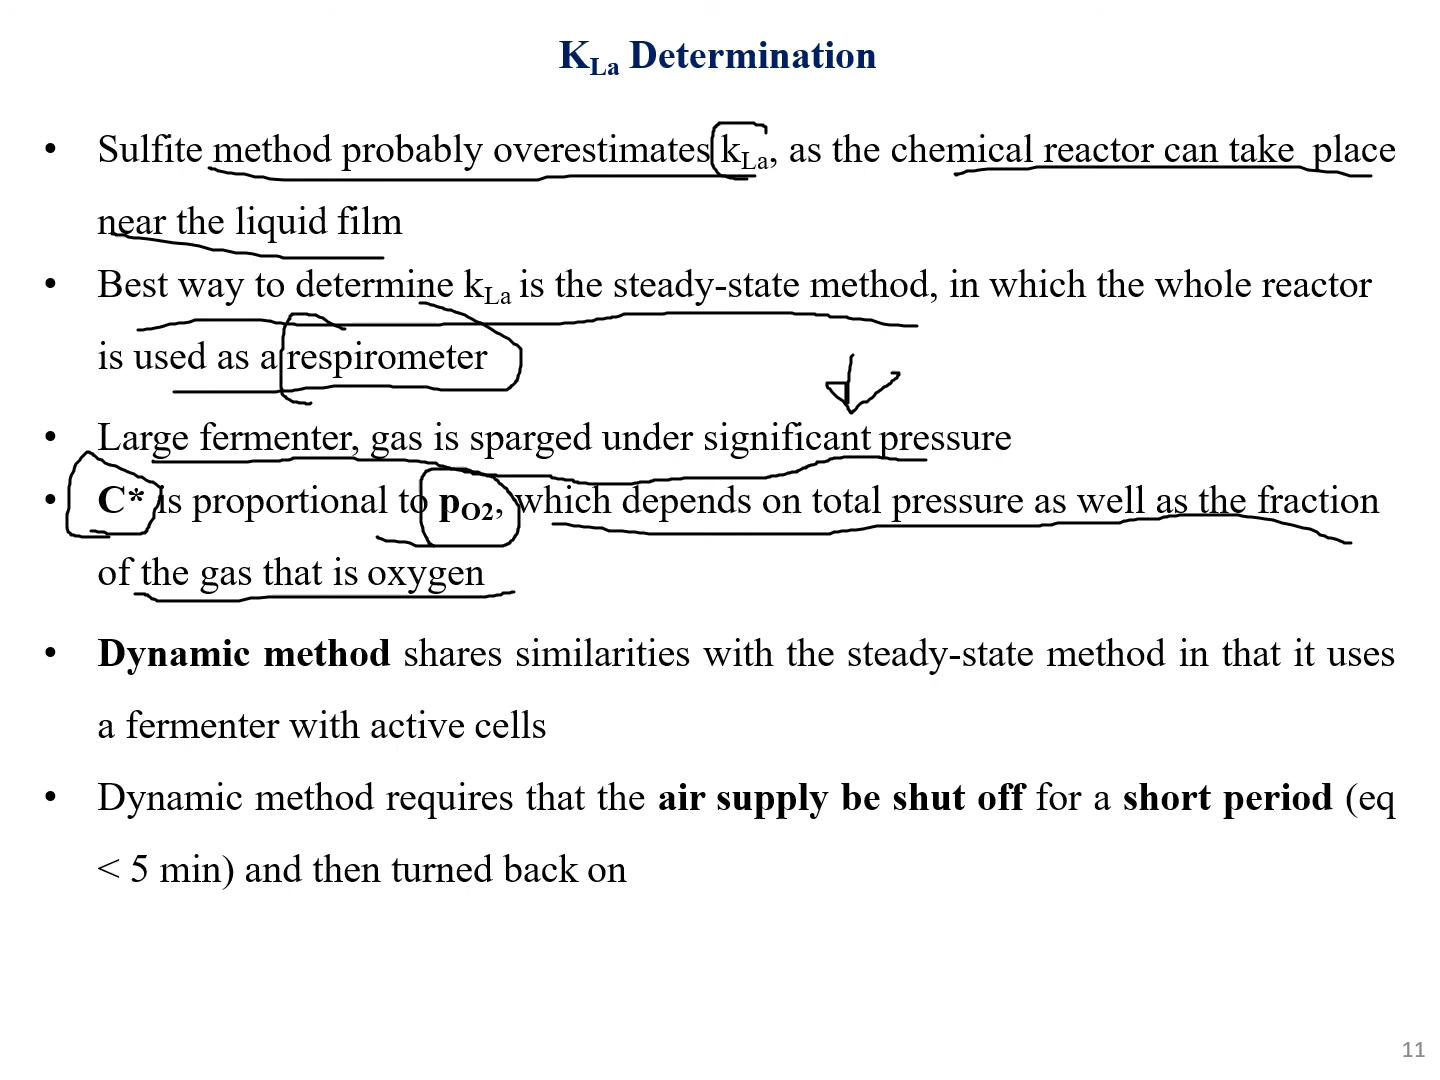 K_La Determination
• Sulfite method probably overestimates k_La, as the chemical reactor can take place
near the liquid film
• Best way to determine k_La is the steady-state method, in which the whole reactor
is used as a respirometer
• Large fermenter, gas is sparged under significant pressure
• C* is proportional to p_O2, which depends on total pressure as well as the fraction
of the gas that is oxygen
• Dynamic method shares similarities with the steady-state method in that it uses
a fermenter with active cells
• Dynamic method requires that the air supply be shut off for a short period (eq
< 5 min) and then turned back on
11